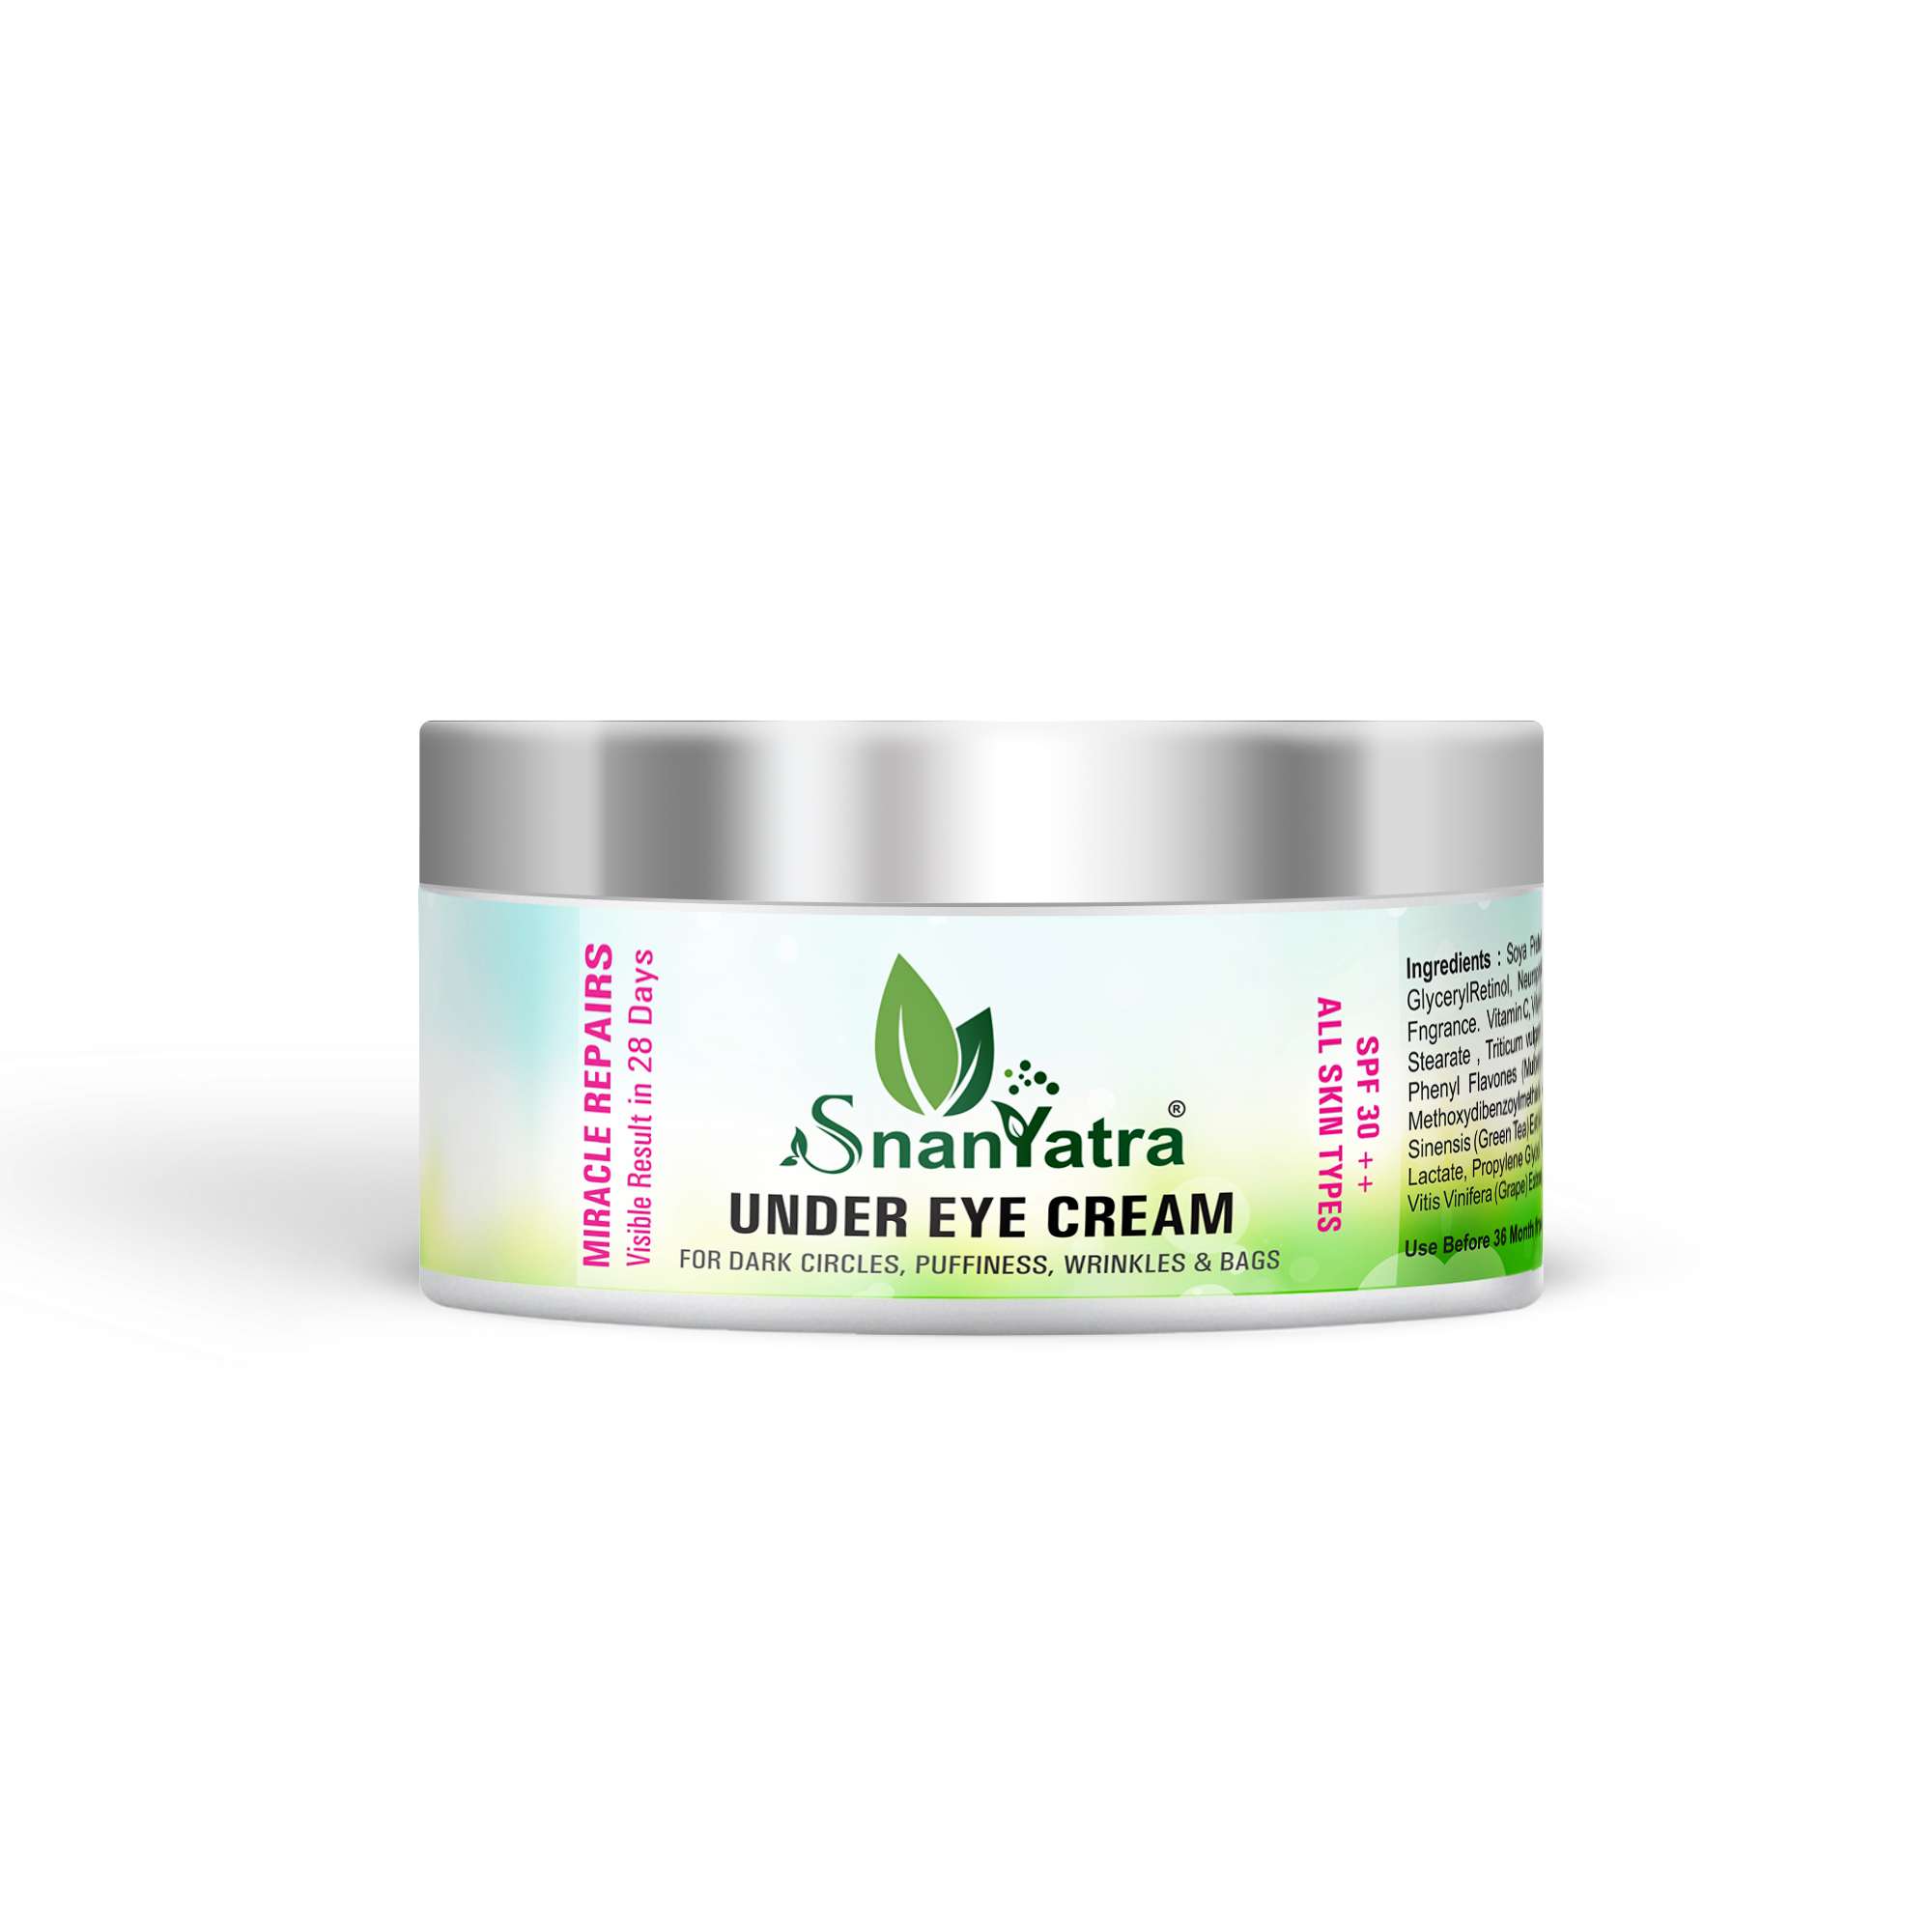 MIRACLE REPAIRS
Visible Result in 28 Days
SnanYatra®
UNDER EYE CREAM
FOR DARK CIRCLES, PUFFINESS, WRINKLES & BAGS
SPF 30 ++
ALL SKIN TYPES
Ingredients : Soya
GlycerylRetinol,
Fngrance. Vitamin C,
Stearate , Triticum
Phenyl Flavones
Sinensis (Green Tea)
Lactate, Propylene
Vitis Vinifera (Grape)
Use Before 36 Month